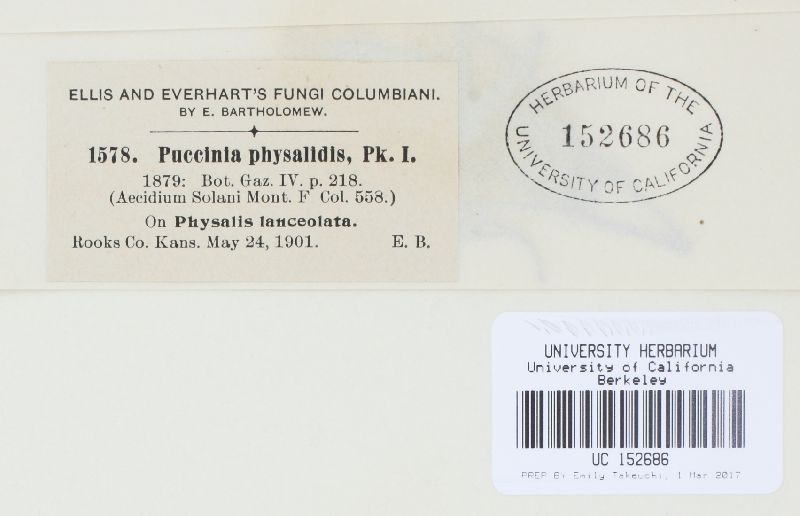 ELLIS AND EVERHART'S FUNGI COLUMBIANI.
BY E. BARTHOLOMEW.
1578. Puccinia physalidis, Pk. I.
1879: Bot. Gaz. IV. p. 218.
(Aecidium Solani Mont. F Col. 558.)
On Physalis lanceolata.
Rooks Co. Kans. May 24, 1901. E. B.
HERBARIUM OF THE
152686
UNIVERSITY OF CALIFORNIA
UNIVERSITY HERBARIUM
University of California
Berkeley
UC 152686
PREP BY Emily Takeuchi, 1 Mar 2017